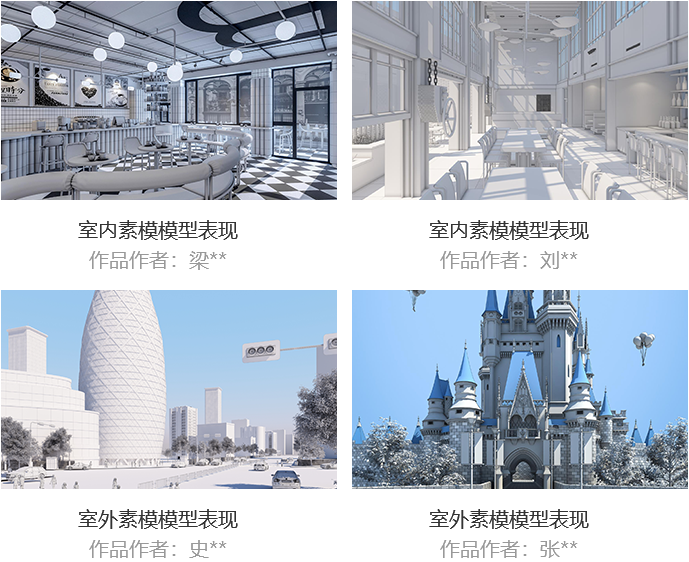 室内素模模型表现
作品作者：梁**
室内素模模型表现
作品作者：刘**
室外素模模型表现
作品作者：史**
室外素模模型表现
作品作者：张**